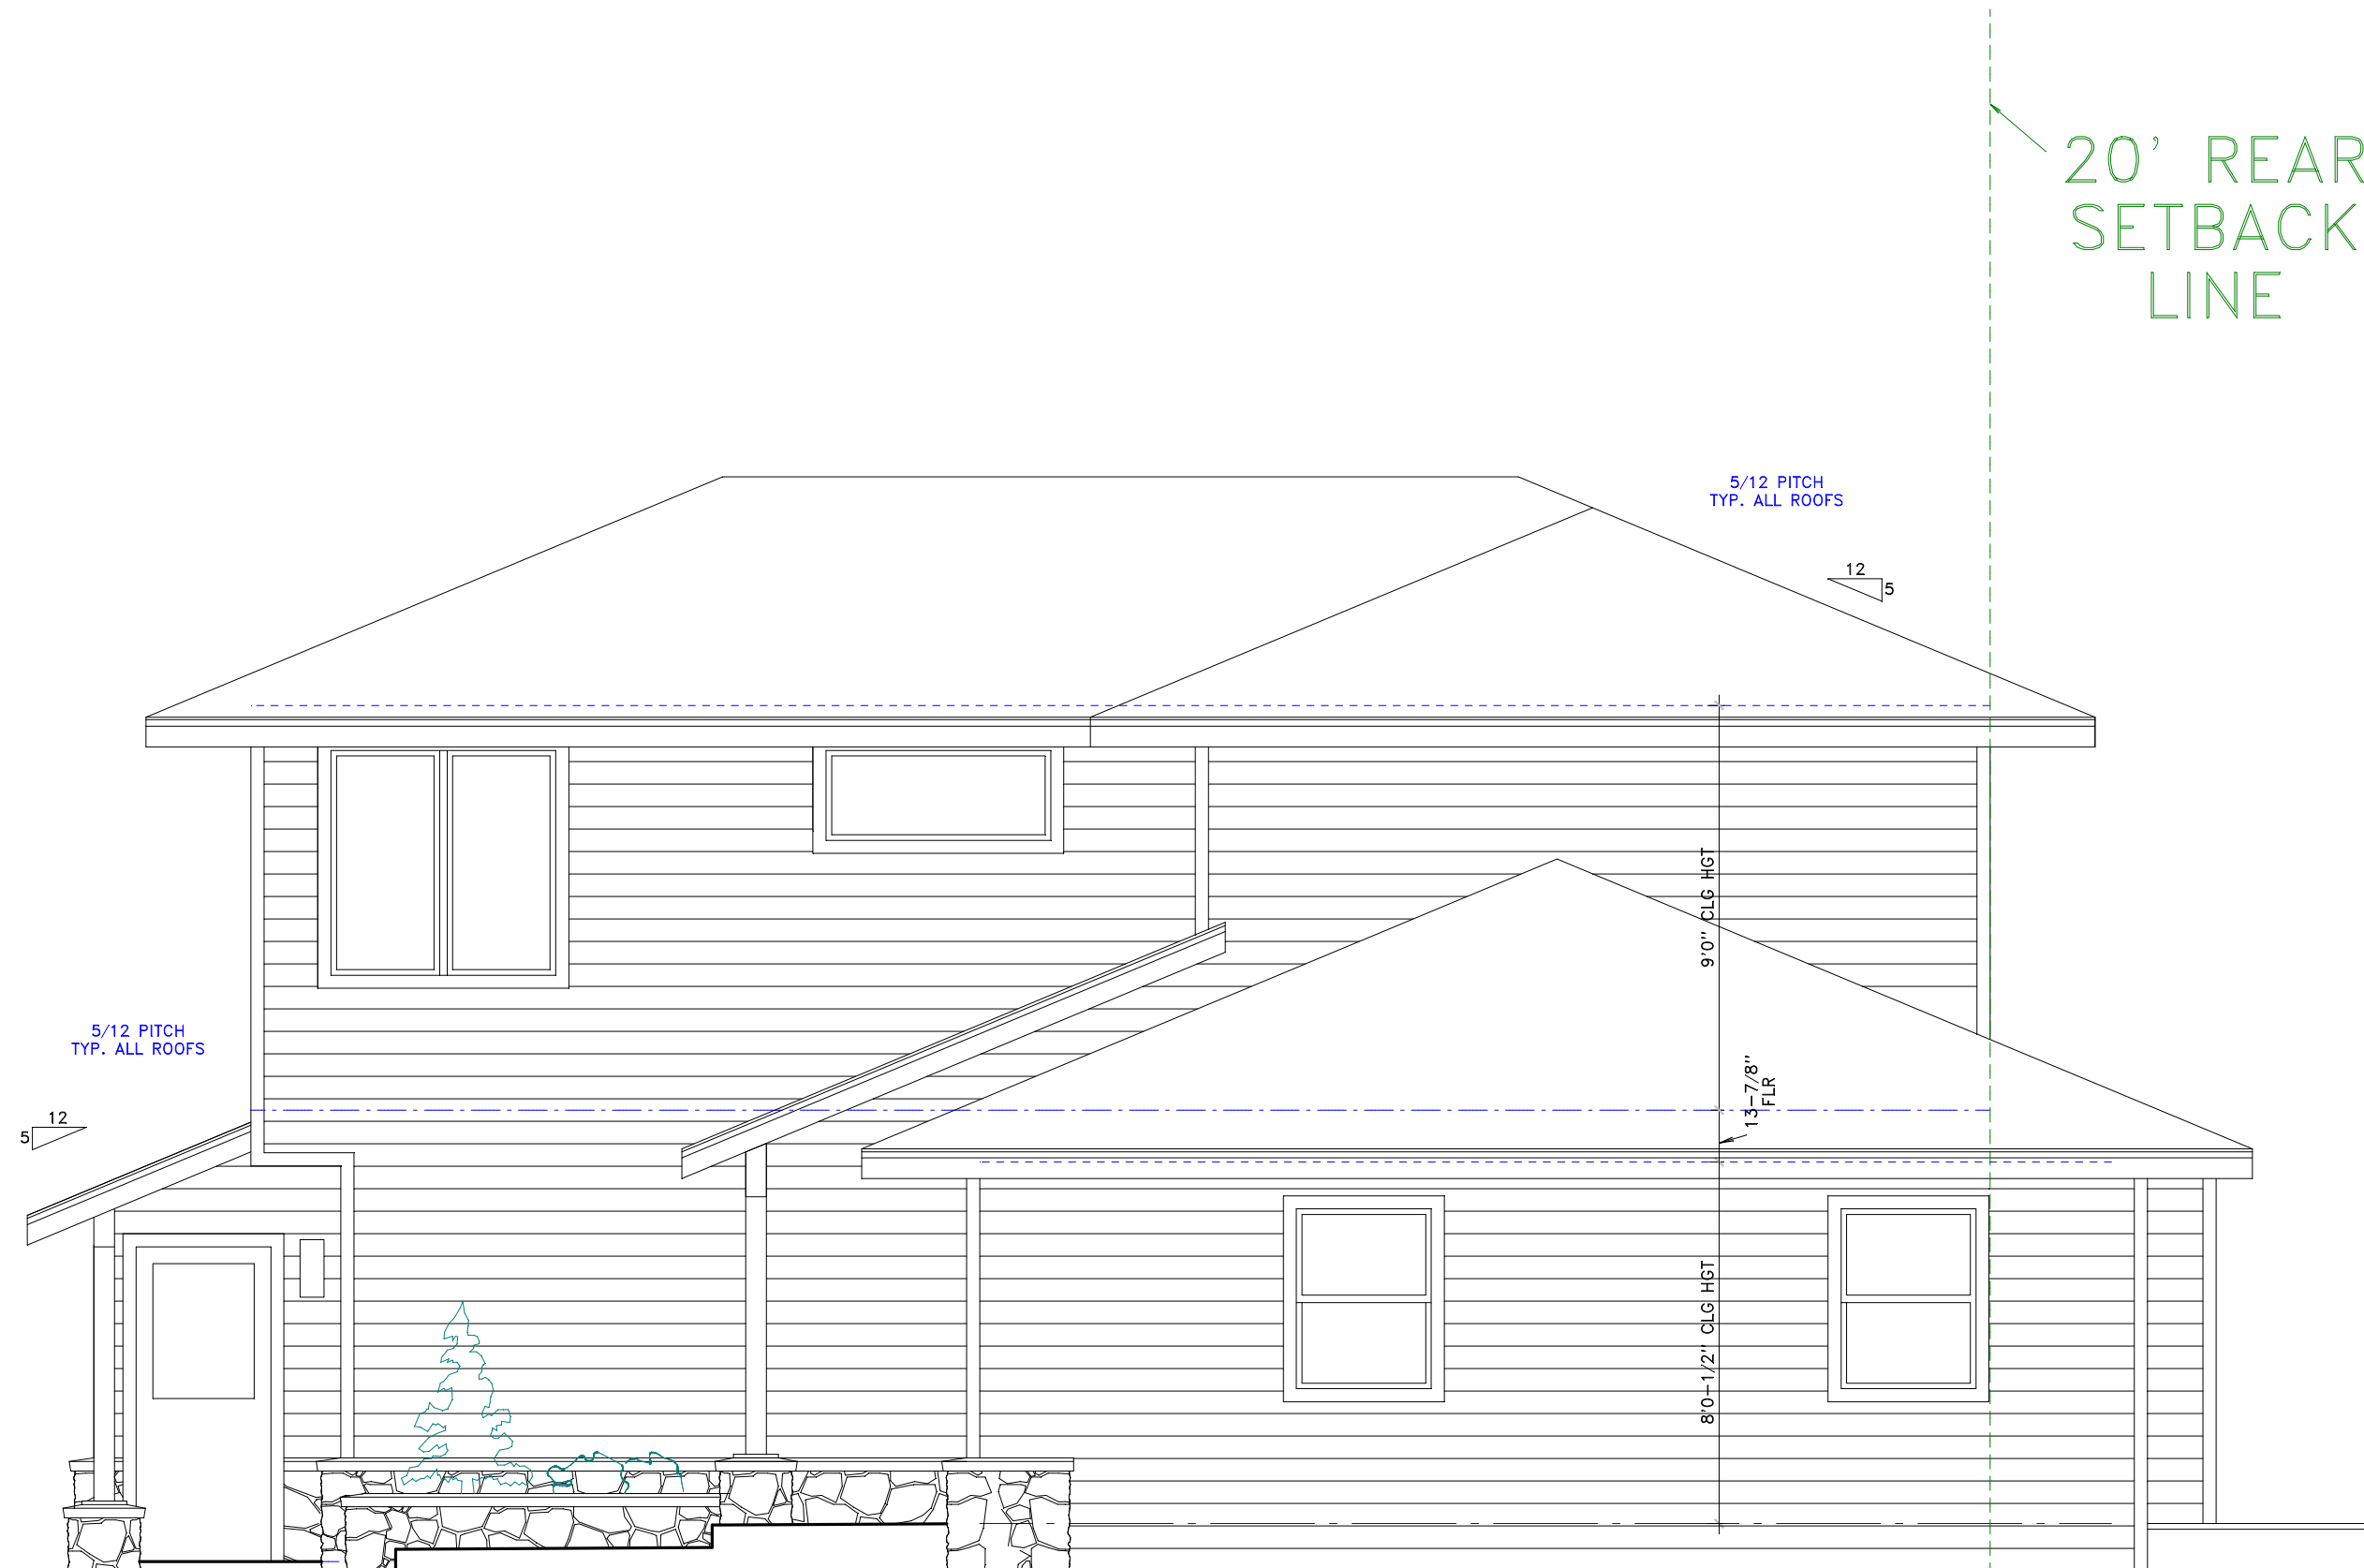 20' REAR
SETBACK
LINE
5/12 PITCH
TYP. ALL ROOFS
12
5
9'0" CLG HGT
5/12 PITCH
TYP. ALL ROOFS
12
5
13-7/8"
FLR
8'0-1/2" CLG HGT